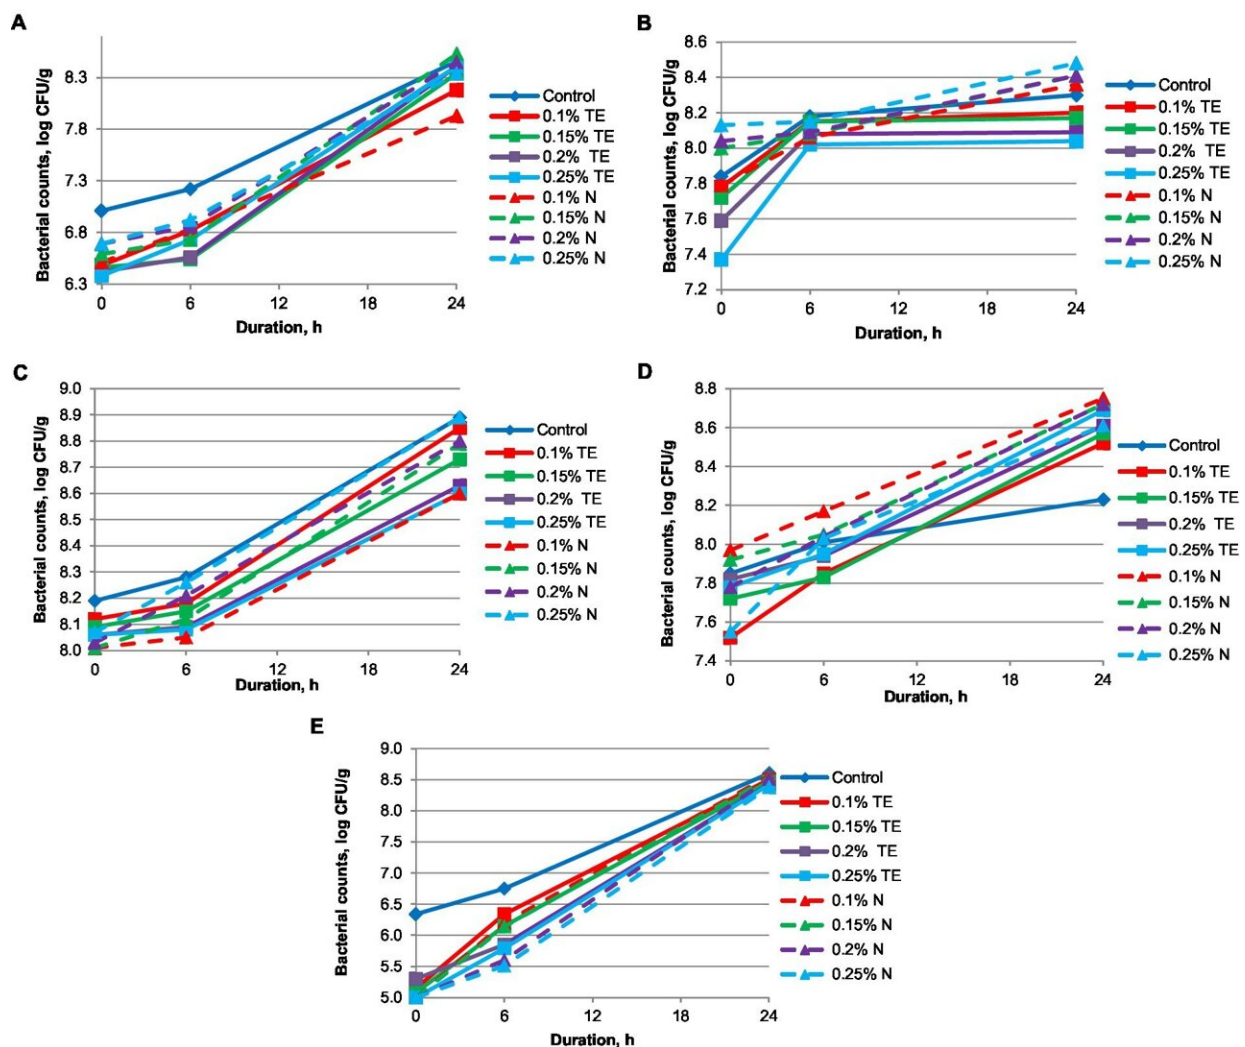 A
Bacterial counts, log CFU/g
8.3
7.8
7.3
6.8
6.3
0
6
12
18
24
Duration, h
Control
0.1% TE
0.15% TE
0.2% TE
0.25% TE
0.1% N
0.15% N
0.2% N
0.25% N
B
Bacterial counts, log CFU/g
8.6
8.4
8.2
8.0
7.8
7.6
7.4
7.2
0
6
12
18
24
Duration, h
Control
0.1% TE
0.15% TE
0.2% TE
0.25% TE
0.1% N
0.15% N
0.2% N
0.25% N
C
Bacterial counts, log CFU/g
9.0
8.9
8.8
8.7
8.6
8.5
8.4
8.3
8.2
8.1
8.0
0
6
12
18
24
Duration, h
Control
0.1% TE
0.15% TE
0.2% TE
0.25% TE
0.1% N
0.15% N
0.2% N
0.25% N
D
Bacterial counts, log CFU/g
8.8
8.6
8.4
8.2
8.0
7.8
7.6
7.4
0
6
12
18
24
Duration, h
Control
0.1% TE
0.15% TE
0.2% TE
0.25% TE
0.1% N
0.15% N
0.2% N
0.25% N
E
Bacterial counts, log CFU/g
9.0
8.5
8.0
7.5
7.0
6.5
6.0
5.5
5.0
0
6
12
18
24
Duration, h
Control
0.1% TE
0.15% TE
0.2% TE
0.25% TE
0.1% N
0.15% N
0.2% N
0.25% N